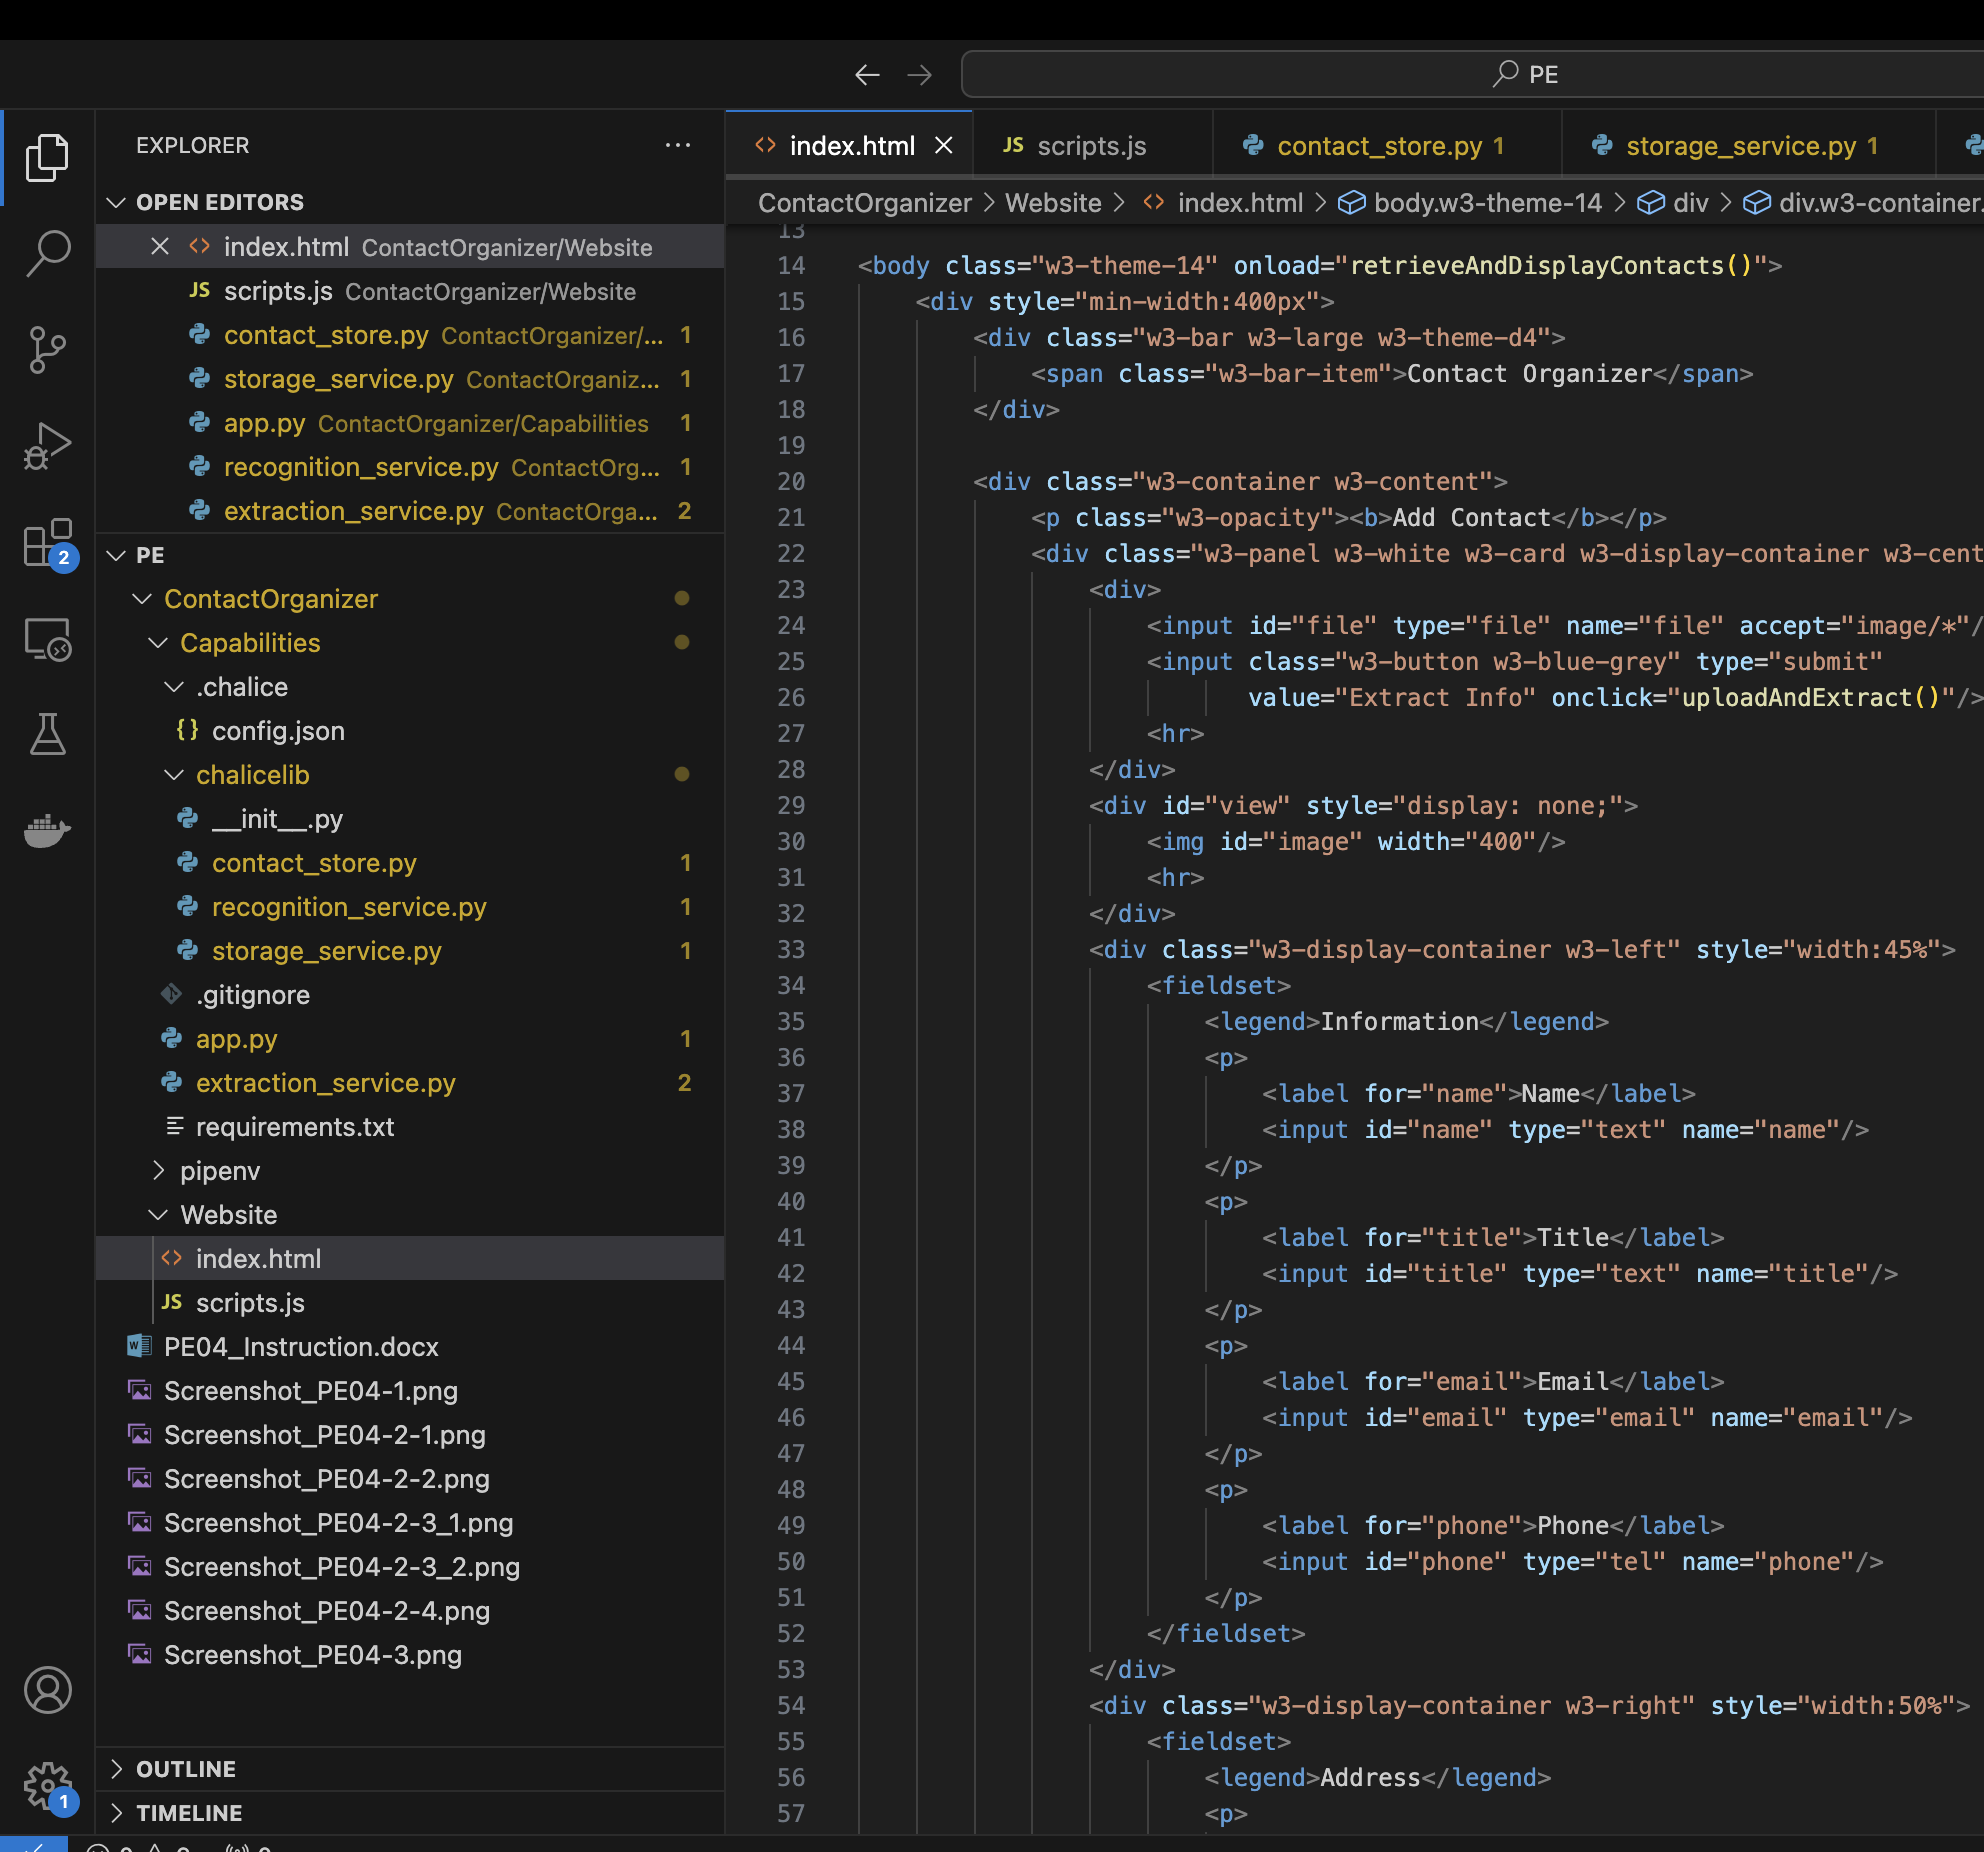 PE
EXPLORER
OPEN EDITORS
index.html ContactOrganizer/Website
JS scripts.js ContactOrganizer/Website
contact_store.py ContactOrganizer/... 1
storage_service.py ContactOrganiz... 1
app.py ContactOrganizer/Capabilities 1
recognition_service.py ContactOrg... 1
extraction_service.py ContactOrga... 2
2
PE
ContactOrganizer
Capabilities
.chalice
{} config.json
chalicelib
__init__.py
contact_store.py 1
recognition_service.py 1
storage_service.py 1
.gitignore
app.py 1
extraction_service.py 2
requirements.txt
pipenv
Website
<> index.html
JS scripts.js
W PE04_Instruction.docx
Screenshot_PE04-1.png
Screenshot_PE04-2-1.png
Screenshot_PE04-2-2.png
Screenshot_PE04-2-3_1.png
Screenshot_PE04-2-3_2.png
Screenshot_PE04-2-4.png
Screenshot_PE04-3.png
OUTLINE
1
TIMELINE
<> index.html JS scripts.js contact_store.py 1 storage_service.py 1
ContactOrganizer > Website > <> index.html > body.w3-theme-14 > div > div.w3-container.
13
14 <body class="w3-theme-14" onload="retrieveAndDisplayContacts()">
15 <div style="min-width:400px">
16 <div class="w3-bar w3-large w3-theme-d4">
17 <span class="w3-bar-item">Contact Organizer</span>
18 </div>
19
20 <div class="w3-container w3-content">
21 <p class="w3-opacity"><b>Add Contact</b></p>
22 <div class="w3-panel w3-white w3-card w3-display-container w3-cent
23 <div>
24 <input id="file" type="file" name="file" accept="image/*"/
25 <input class="w3-button w3-blue-grey" type="submit"
26 value="Extract Info" onclick="uploadAndExtract()"/>
27 <hr>
28 </div>
29 <div id="view" style="display: none;">
30 <img id="image" width="400"/>
31 <hr>
32 </div>
33 <div class="w3-display-container w3-left" style="width:45%">
34 <fieldset>
35 <legend>Information</legend>
36 <p>
37 <label for="name">Name</label>
38 <input id="name" type="text" name="name"/>
39 </p>
40 <p>
41 <label for="title">Title</label>
42 <input id="title" type="text" name="title"/>
43 </p>
44 <p>
45 <label for="email">Email</label>
46 <input id="email" type="email" name="email"/>
47 </p>
48 <p>
49 <label for="phone">Phone</label>
50 <input id="phone" type="tel" name="phone"/>
51 </p>
52 </fieldset>
53 </div>
54 <div class="w3-display-container w3-right" style="width:50%">
55 <fieldset>
56 <legend>Address</legend>
57 <p>